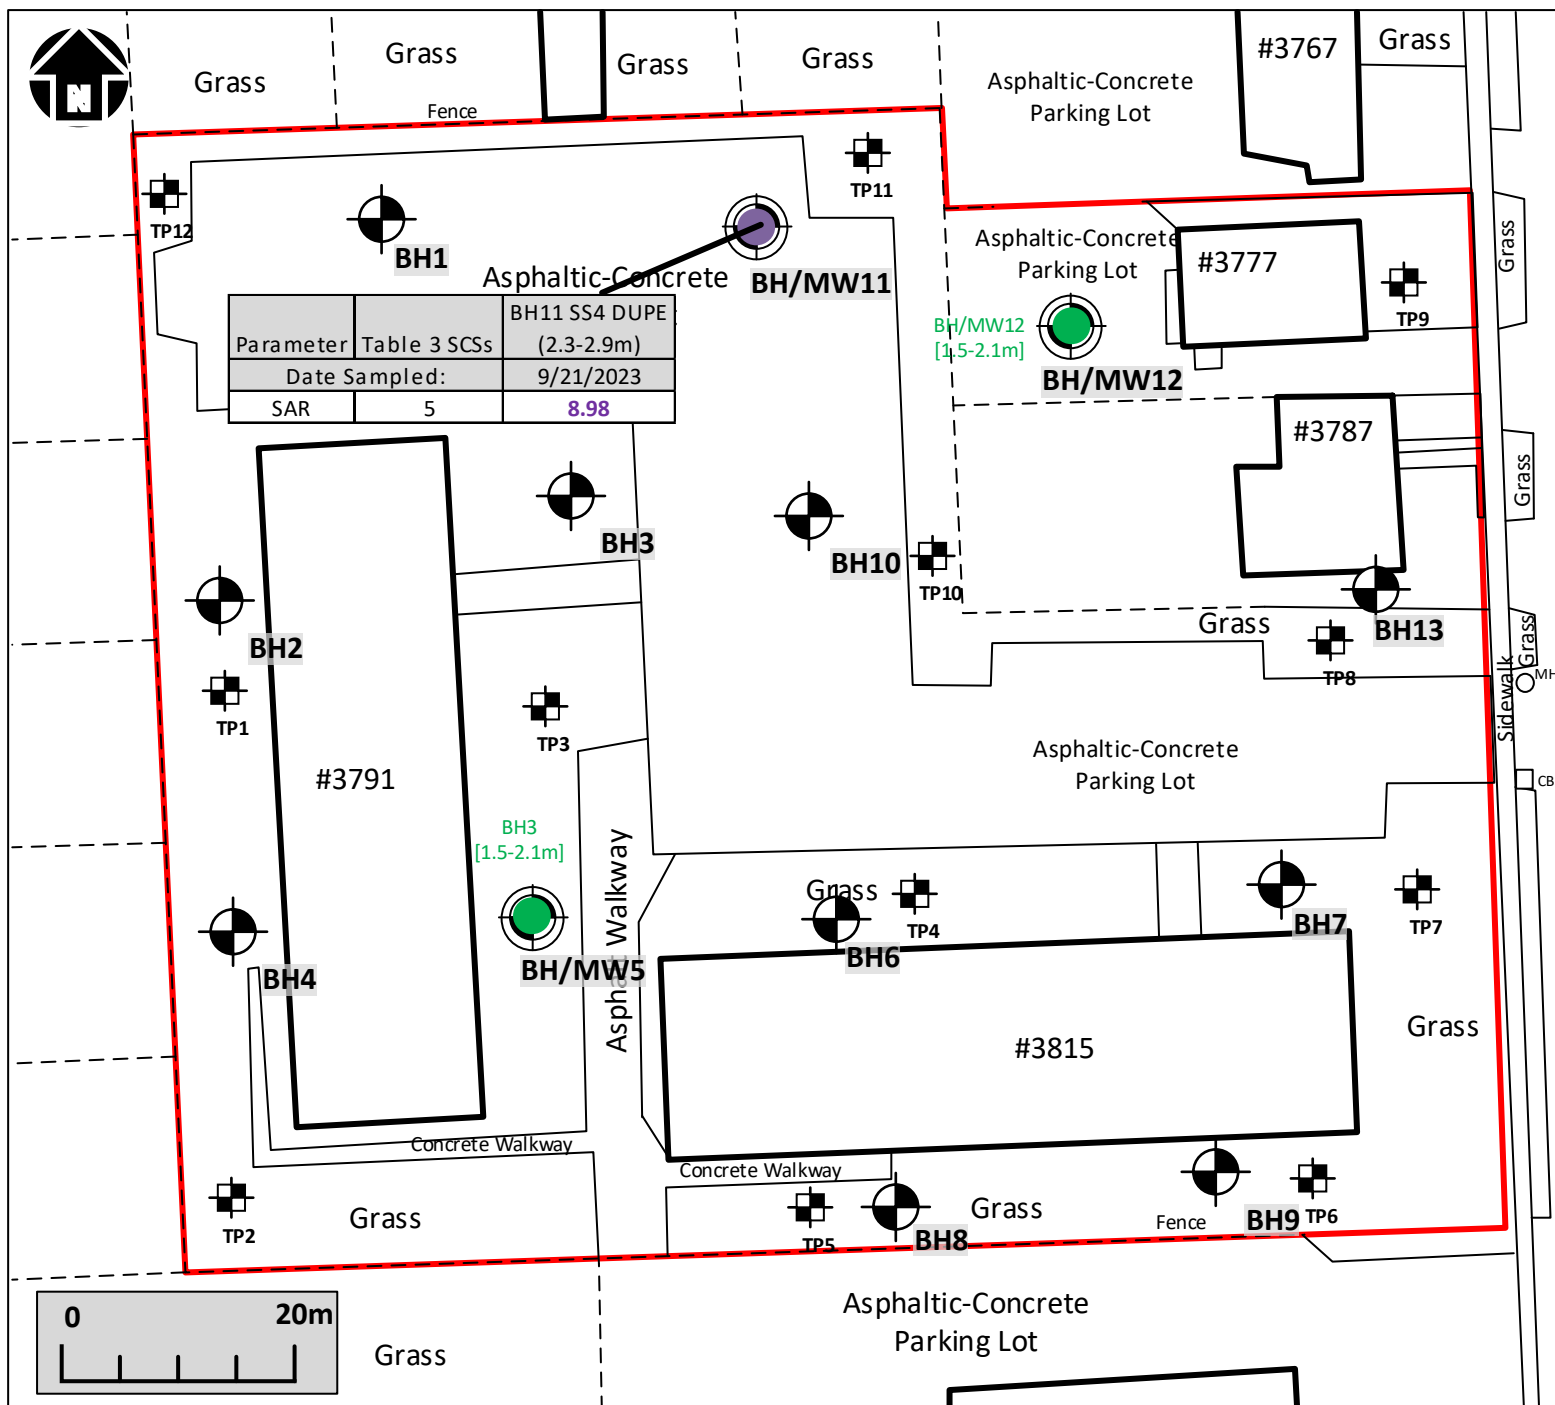 N
Grass
Grass
Grass
Grass
Asphaltic-Concrete
Parking Lot
#3767
Grass
Fence
TP12
BH1
Asphaltic-Concrete
BH/MW11
TP11
Asphaltic-Concrete
Parking Lot
#3777
TP9
Grass
BH/MW12
[1.5-2.1m]
BH/MW12
Parameter Table 3 SCSs BH11 SS4 DUPE
(2.3-2.9m)
Date Sampled: 9/21/2023
SAR 5 8.98
#3787
Grass
BH3
BH10
TP10
BH2
TP1
TP3
Grass
BH13
TP8
Grass
Sidewalk
MH
CB
#3791
Asphaltic-Concrete
Parking Lot
BH3
[1.5-2.1m]
Asphalt Walkway
BH/MW5
BH4
Grass
TP4
BH6
BH7
TP7
Grass
#3815
Concrete Walkway
Concrete Walkway
TP2
Grass
TP5
BH8
Grass
Fence
BH9
TP6
0 20m
Grass
Asphaltic-Concrete
Parking Lot